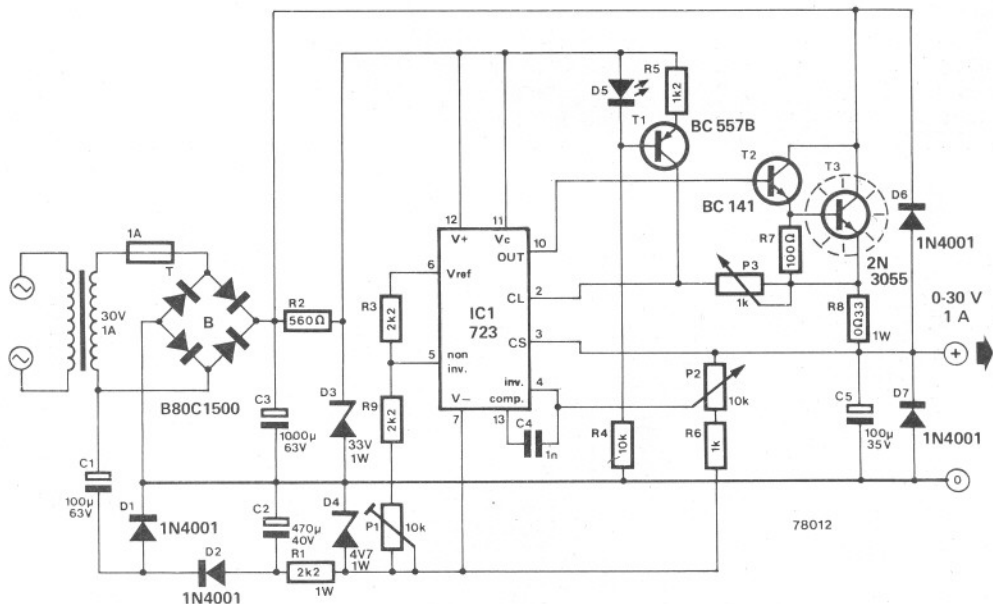 R5
1k2
D5
T1
BC 557B
T2
T3
BC 141
D6
1N4001
12
11
V+
Vc
10
OUT
R7
100Ω
2N
3055
6
Vref
1A
T
R3
2k2
P3
1k
2
CL
IC1
723
R8
0Ω33
1W
0-30 V
1 A
30V
1A
B
R2
560Ω
3
CS
+
5
non
inv.
inv.
4
comp.
V−
P2
10k
B80C1500
C3
1000µ
63V
D3
33V
1W
R9
2k2
7
13
C4
1n
R4
10k
R6
1k
C5
100µ
35V
D7
1N4001
0
C1
100µ
63V
D1
1N4001
C2
470µ
40V
D4
4V7
1W
P1
10k
78012
D2
1N4001
R1
2k2
1W